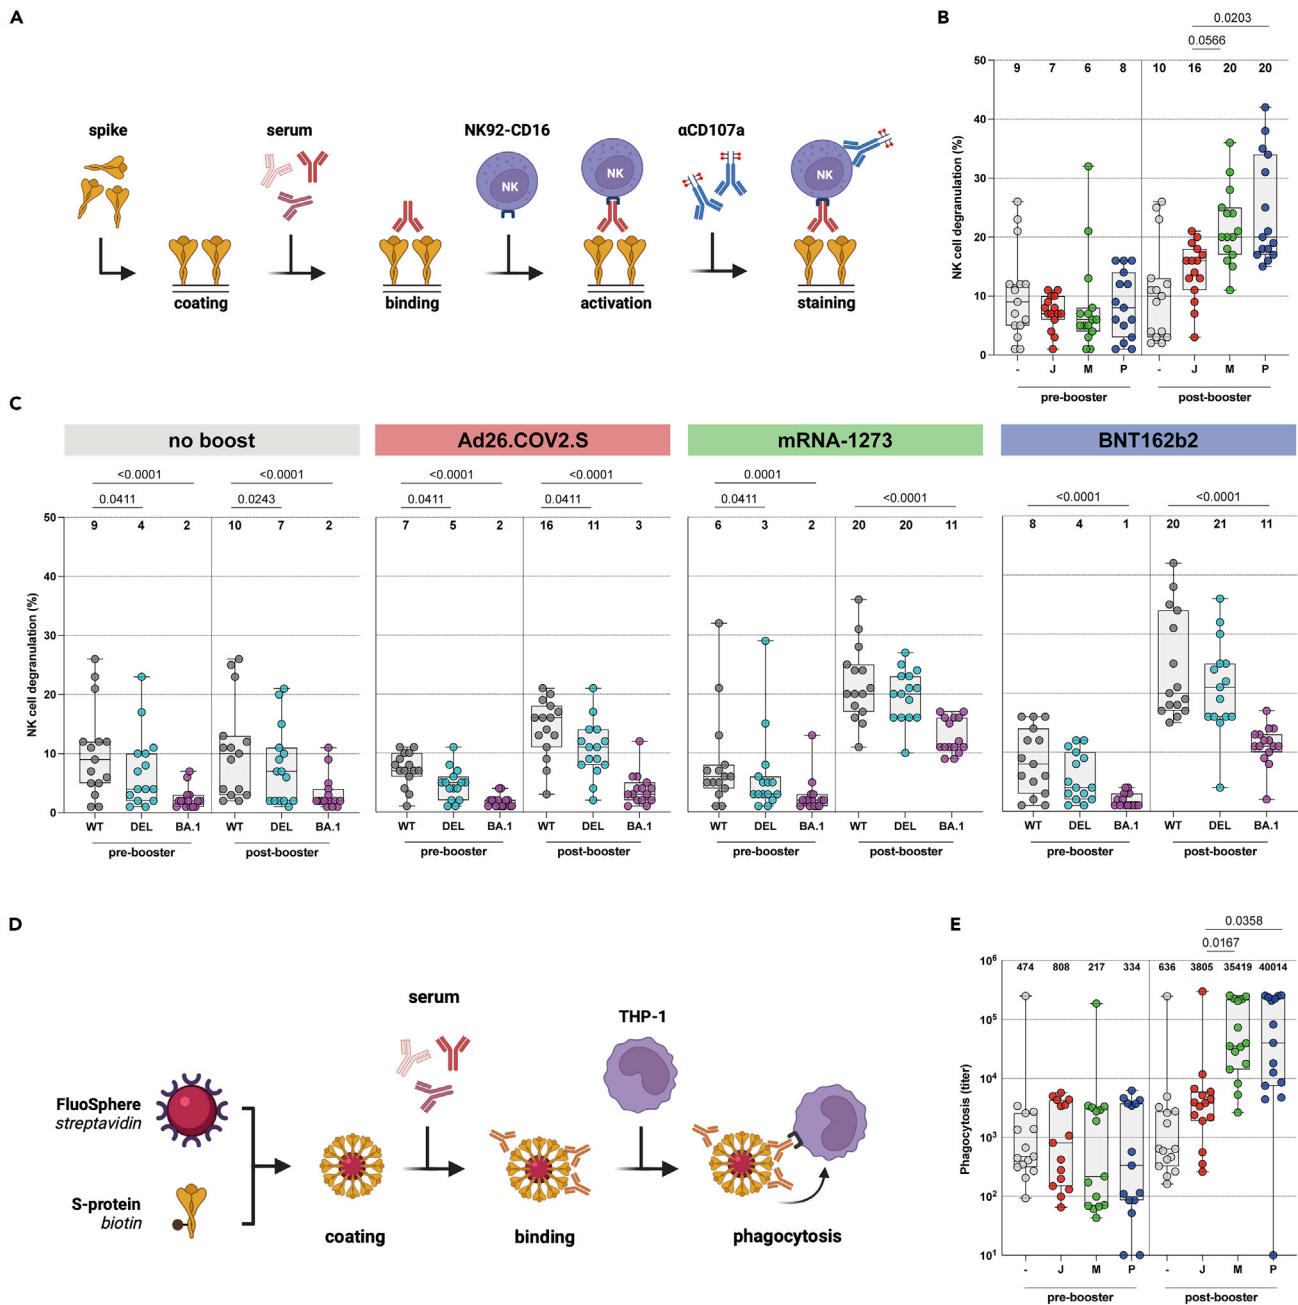 A
spike
serum
NK92-CD16
αCD107a
NK
NK
NK
coating
binding
activation
staining
B
0.0203
0.0566
NK cell degranulation (%)
50
40
30
20
10
0
9 7 6 8 10 16 20 20
- J M P - J M P
pre-booster post-booster
C
no boost
Ad26.COV2.S
mRNA-1273
BNT162b2
<0.0001 <0.0001 <0.0001 <0.0001 0.0001 <0.0001 <0.0001 <0.0001
0.0411 0.0243 0.0411 0.0411 0.0411
NK cell degranulation (%)
50
40
30
20
10
0
9 4 2 10 7 2 7 5 2 16 11 3 6 3 2 20 20 11 8 4 1 20 21 11
WT DEL BA.1 WT DEL BA.1 WT DEL BA.1 WT DEL BA.1 WT DEL BA.1 WT DEL BA.1 WT DEL BA.1 WT DEL BA.1
pre-booster post-booster pre-booster post-booster pre-booster post-booster pre-booster post-booster
D
serum
THP-1
FluoSphere
streptavidin
S-protein
biotin
coating
binding
phagocytosis
E
0.0358
0.0167
Phagocytosis (titer)
10⁶
10⁵
10⁴
10³
10²
10¹
474 808 217 334 636 3805 35419 40014
- J M P - J M P
pre-booster post-booster